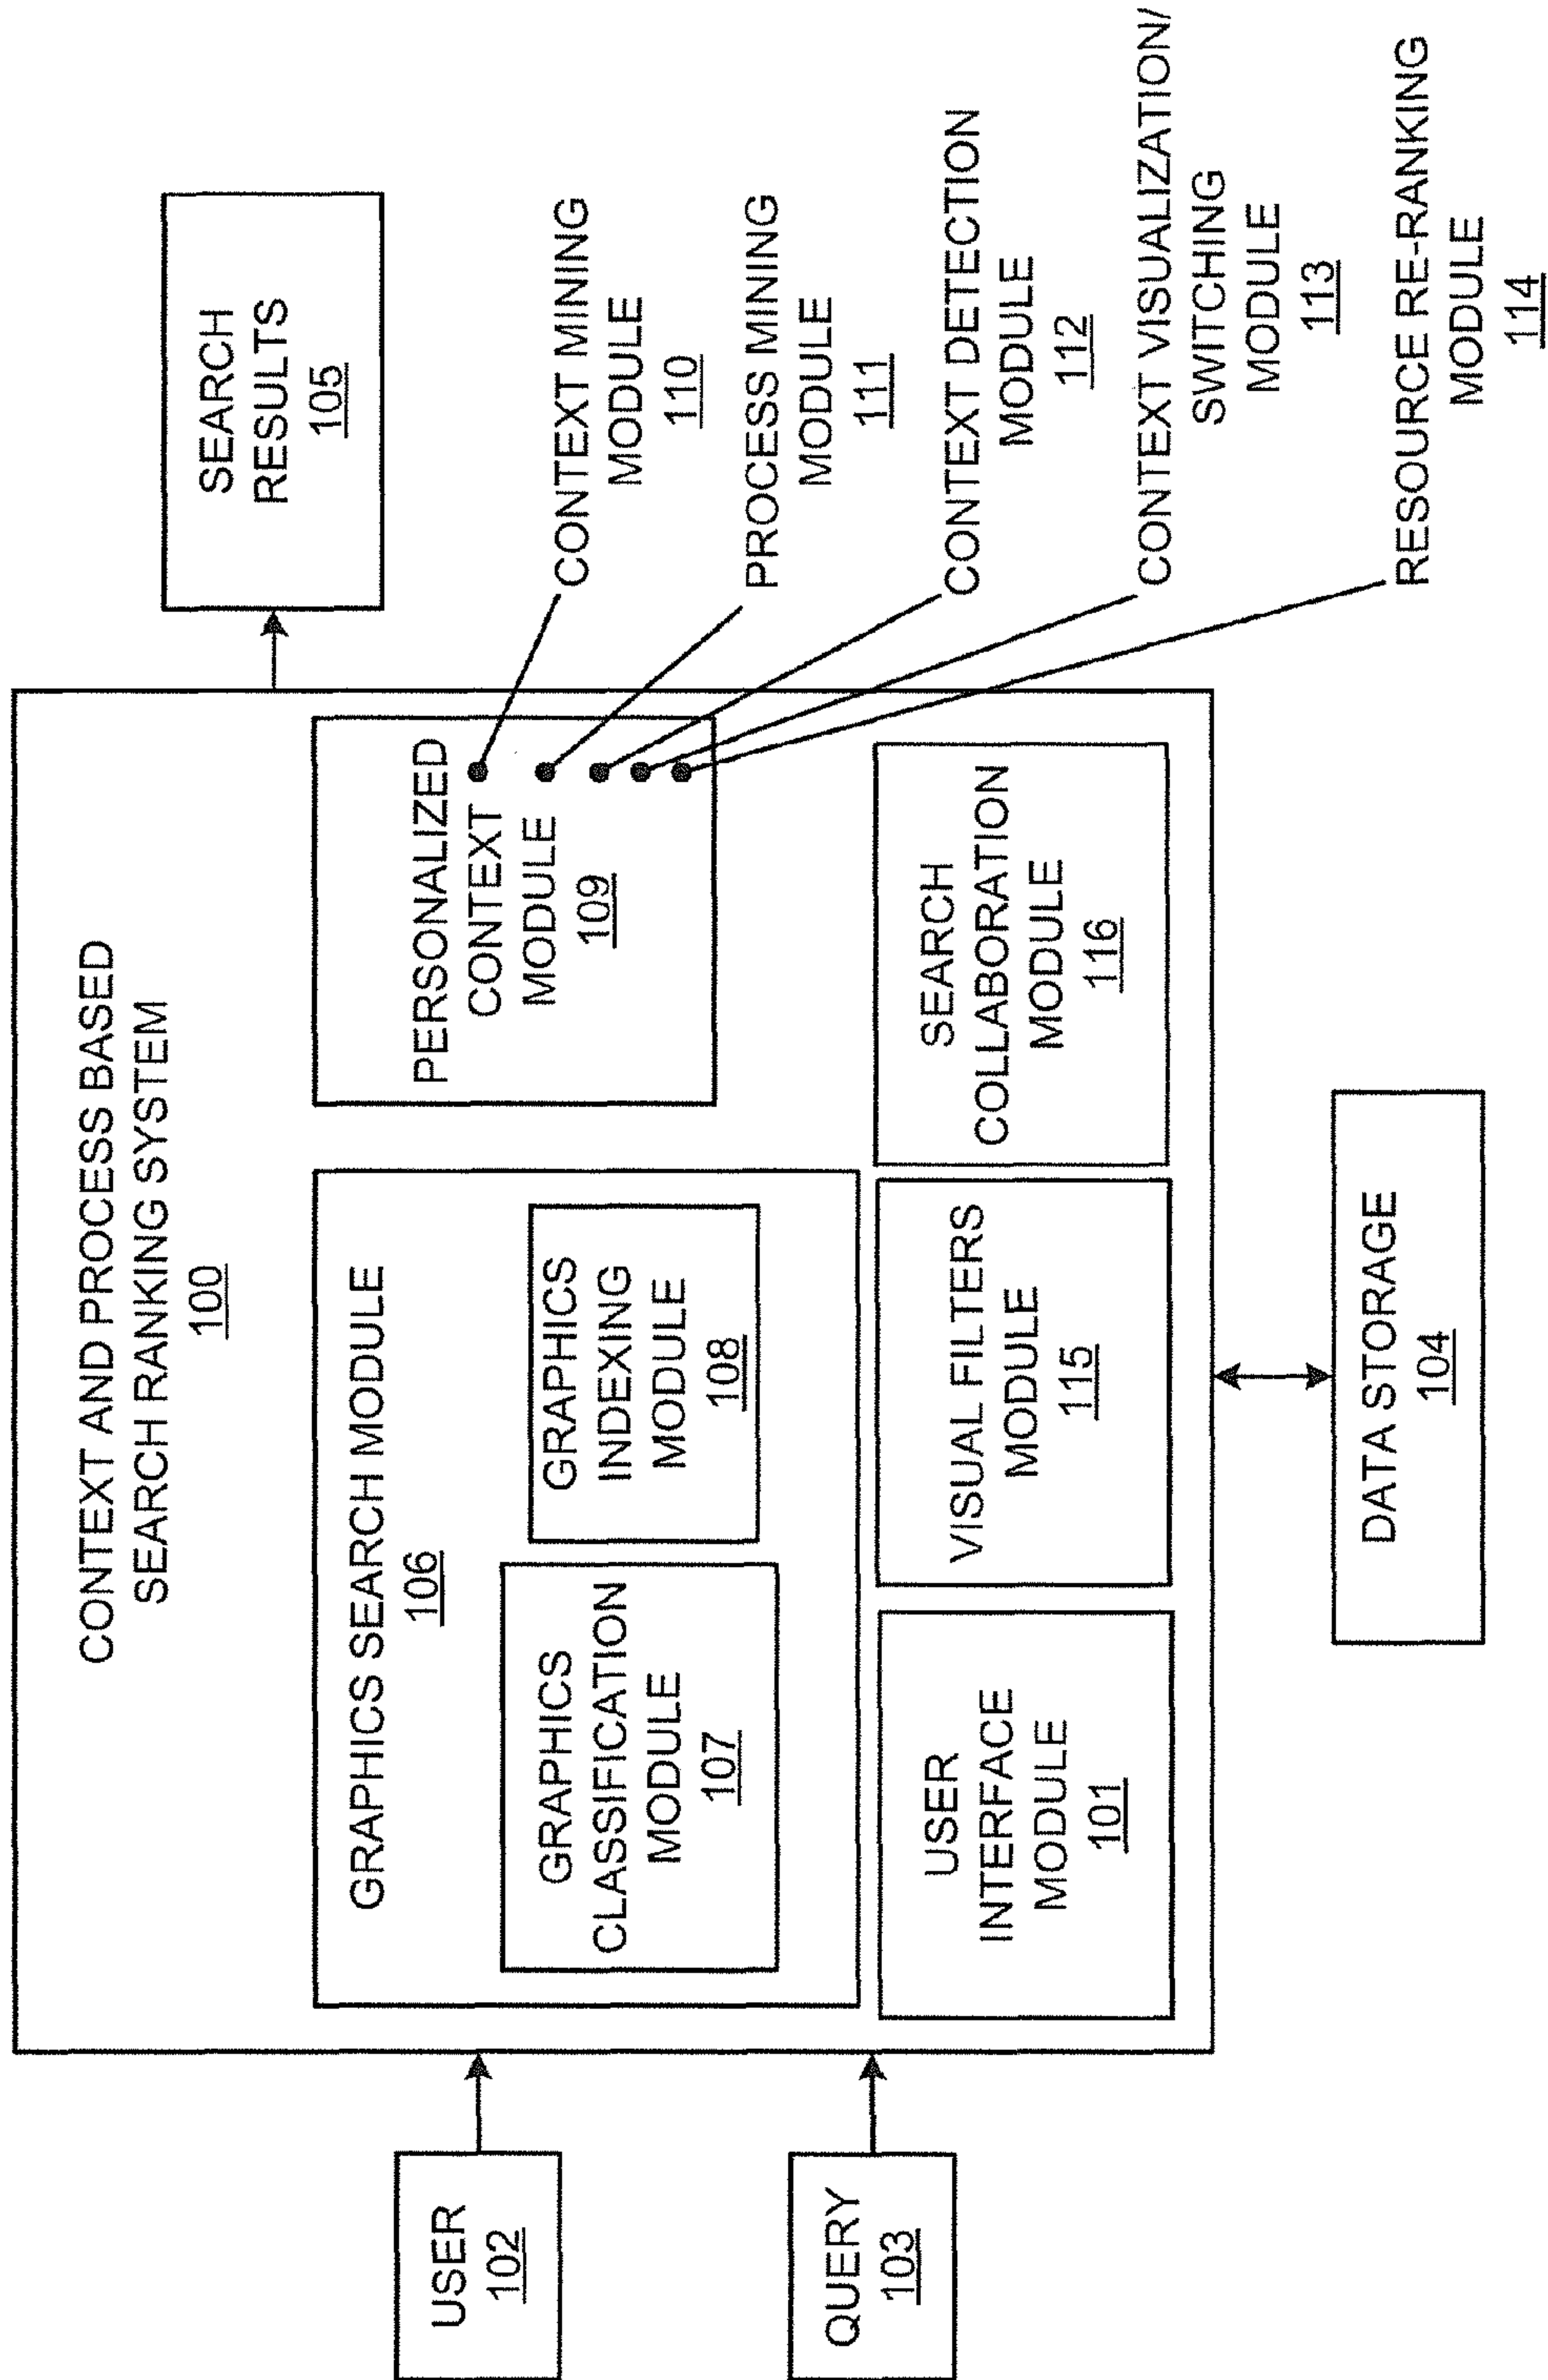 CONTEXT AND PROCESS BASED
SEARCH RANKING SYSTEM
100
USER
102
QUERY
103
GRAPHICS SEARCH MODULE
106
GRAPHICS
CLASSIFICATION
MODULE
107
GRAPHICS
INDEXING
MODULE
108
PERSONALIZED
CONTEXT
MODULE
109
USER
INTERFACE
MODULE
101
VISUAL FILTERS
MODULE
115
SEARCH
COLLABORATION
MODULE
116
DATA STORAGE
104
SEARCH
RESULTS
105
CONTEXT MINING
MODULE
110
PROCESS MINING
MODULE
111
CONTEXT DETECTION
MODULE
112
CONTEXT VISUALIZATION/
SWITCHING
MODULE
113
RESOURCE RE-RANKING
MODULE
114